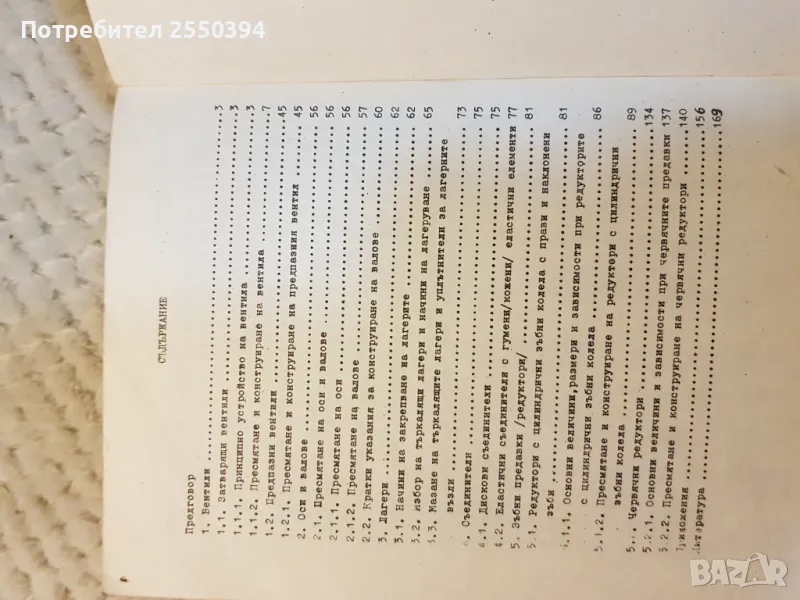 Потребител 2550394
СЪДЪРЖАНИЕ
Предговор
1. Вентили ........ 3
1.1. Затварящи вентили ........ 3
1.1.1. Принципно устройство на вентила ........ 3
1.1.2. Пресмятане и конструиране на вентила ........ 7
1.2. Предпазни вентили ........ 45
1.2.1. Пресмятане и конструиране на предпазния вентил ........ 45
2. Оси и валове ........ 56
2.1. Пресмятане на оси и валове ........ 56
2.1.1. Пресмятане на оси ........ 56
2.1.2. Пресмятане на валове ........ 57
2.2. Кратки указания за конструиране на валове ........ 60
3. Лагери ........ 62
3.1. Начини на закрепване на лагерите ........ 62
3.2. Избор на търкалящи лагери и начини на лагеруване ........ 65
3.3. Мазане на търкалящите лагери и уплътнители за лагерните
възли ........ 73
4. Съединители ........ 75
4.1. Дискови съединители ........ 75
4.2. Еластични съединители с гумени/кожени/ еластични елементи 77
5. Зъбни предавки /редуктори/ ........ 81
5.1. Редуктори с цилиндрични зъбни колела с прави и наклонени
зъби ........ 81
5.1.1. Основни величини, размери и зависимости при редукторите
с цилиндрични зъбни колела ........ 86
5.1.2. Пресмятане и конструиране на редуктори с цилиндрични
зъбни колела ........ 89
5.2. Червячни редуктори ........ 134
5.2.1. Основни величини и зависимости при червячните предавки 137
5.2.2. Пресмятане и конструиране на червячни редуктори ........ 140
Приложения ........ 156
Литература ........ 169
BAZAR